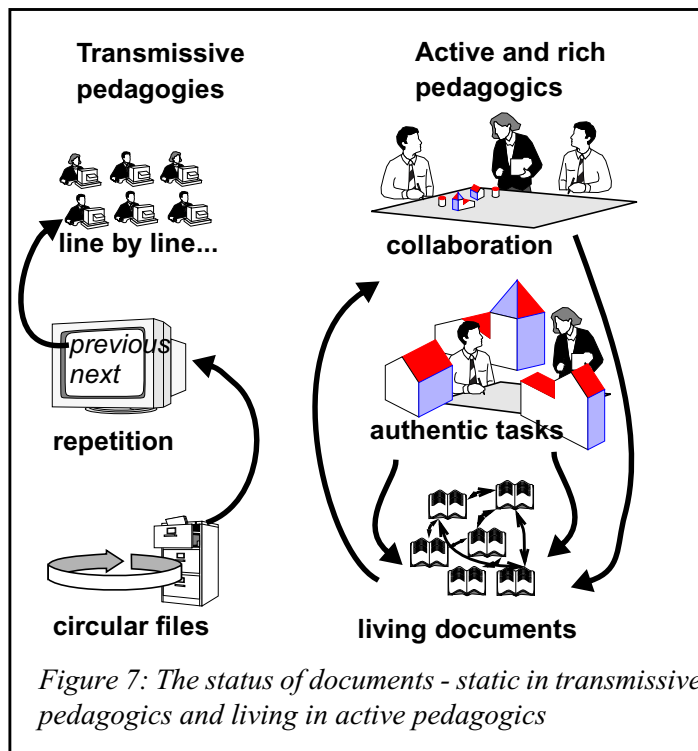 Transmissive
pedagogies
line by line...
previous
next
repetition
circular files
Active and rich
pedagogics
collaboration
authentic tasks
living documents
Figure 7: The status of documents - static in transmissive
pedagogics and living in active pedagogics